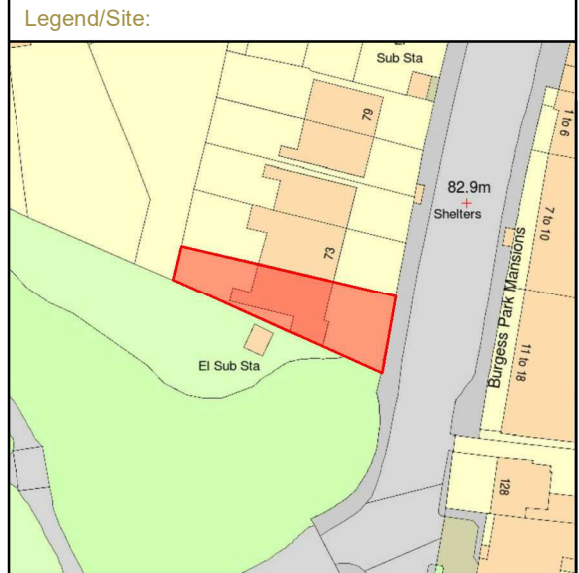 Legend/Site:
El
Sub Sta
79
1 to 6
82.9m
Shelters
7 to 10
73
Burgess Park Mansions
11 to 18
El Sub Sta
128